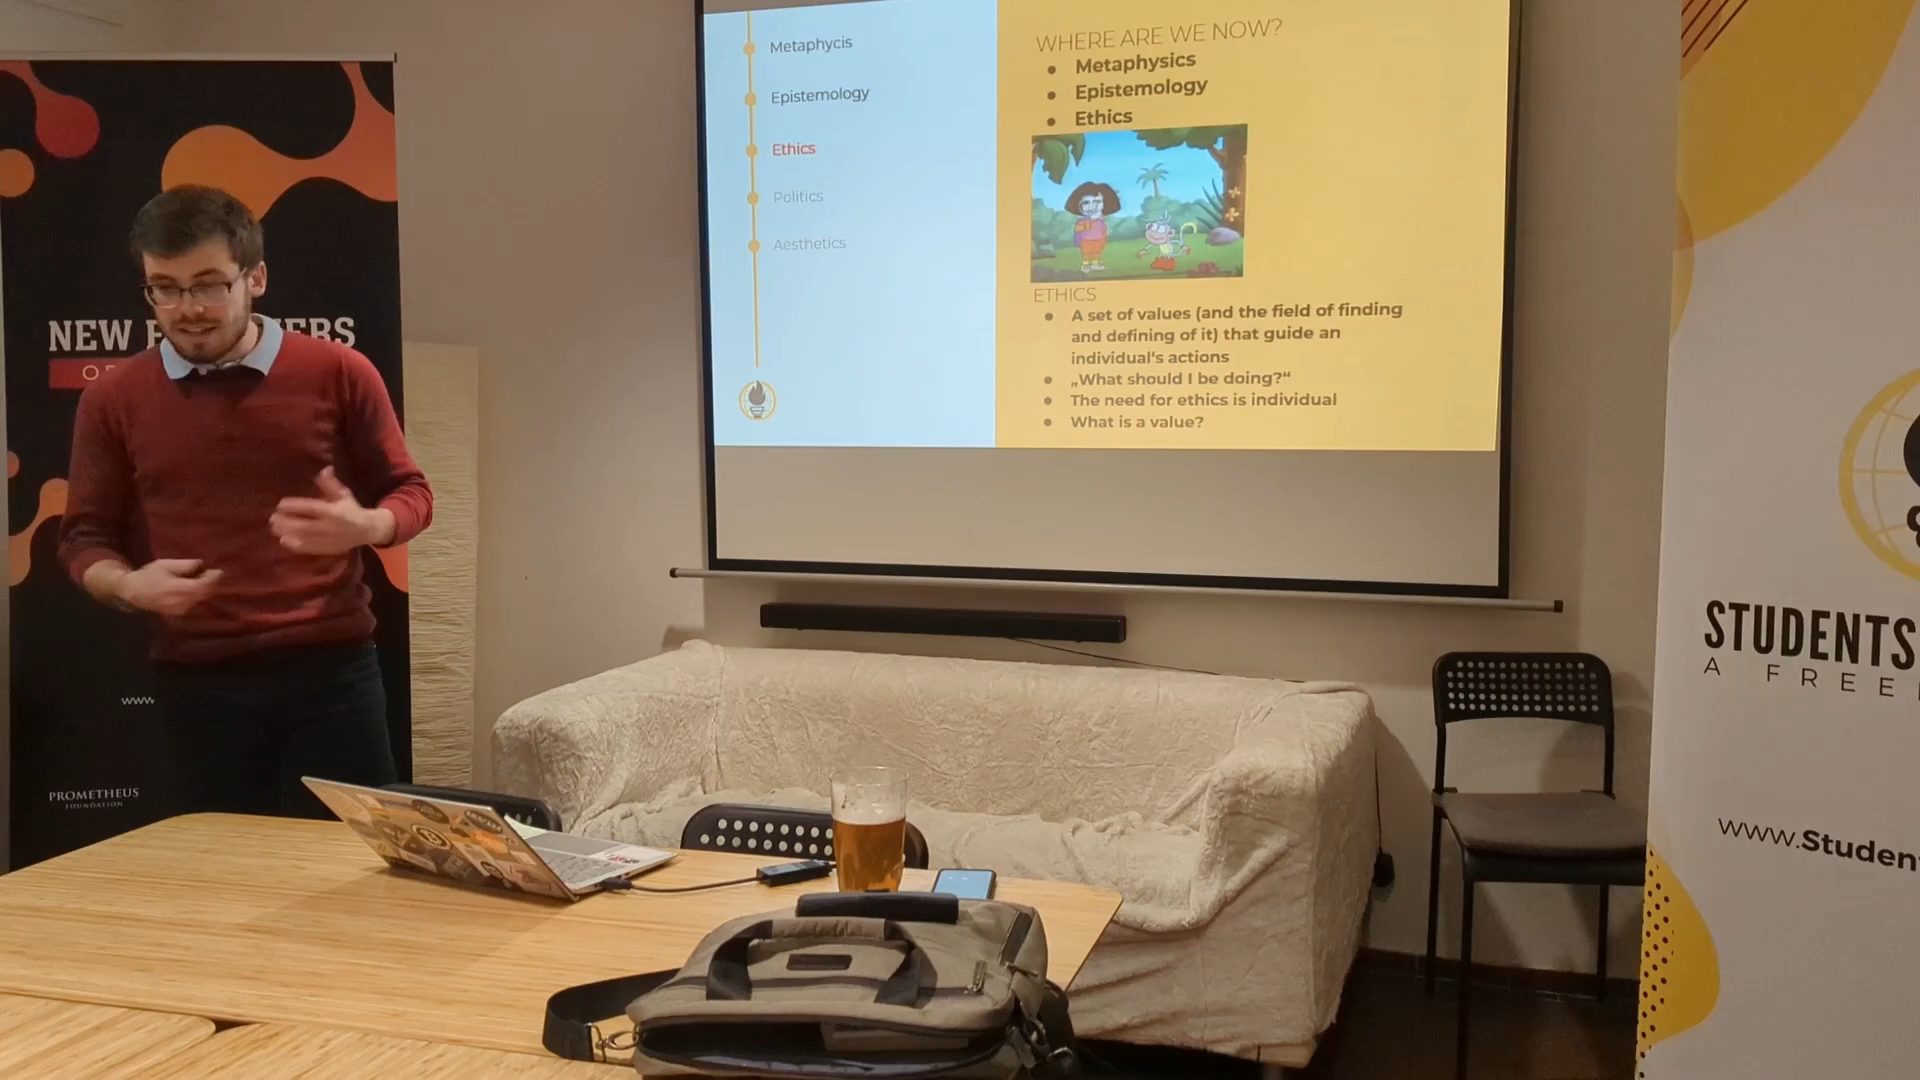 Metaphycis
Epistemology
Ethics
Politics
Aesthetics
WHERE ARE WE NOW?
Metaphysics
Epistemology
Ethics
ETHICS
A set of values (and the field of finding
and defining of it) that guide an
individual's actions
„What should I be doing?“
The need for ethics is individual
What is a value?
NEW
PROMETHEUS
FOUNDATION
www
STUDENTS
A FREE
www.Studen